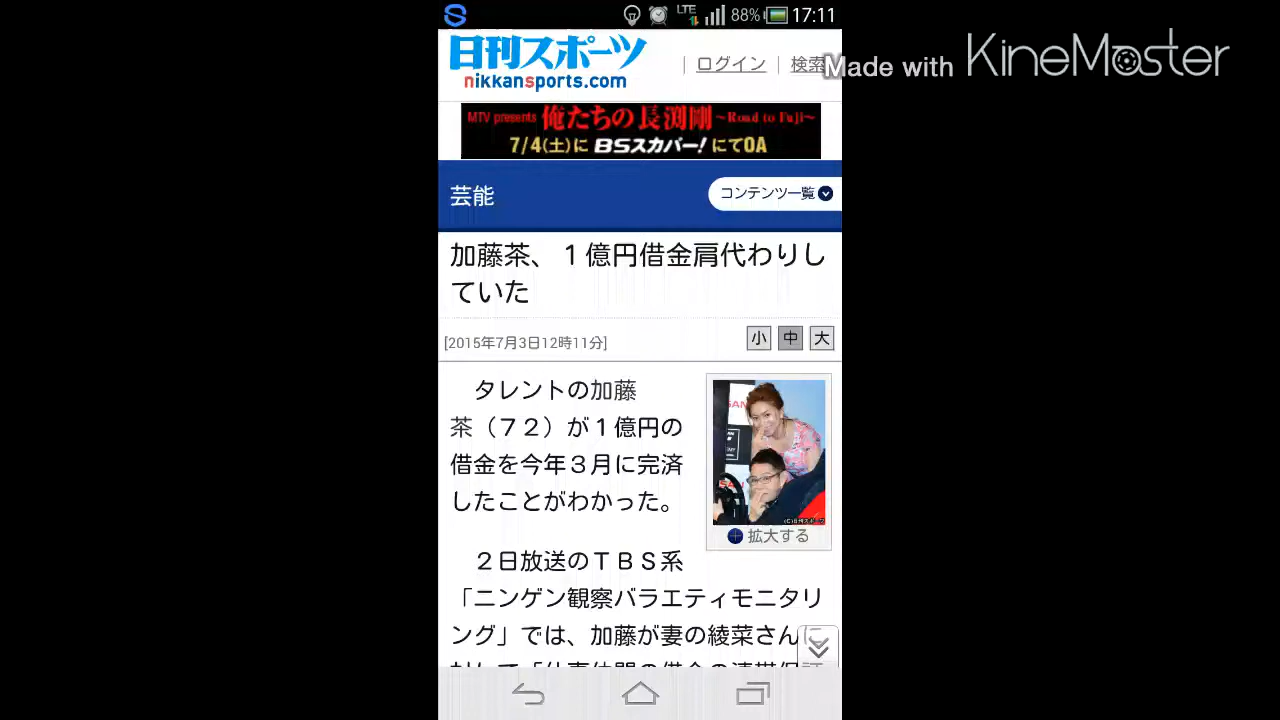 LTE 88% 17:11
日刊スポーツ
nikkansports.com
ログイン
検索
Made with KineMaster
MTV presents 俺たちの長渕剛 ~Road to Fuji~
7/4(土)に BSスカパー! にてOA
芸能
コンテンツ一覧
加藤茶、１億円借金肩代わりし
ていた
[2015年7月3日12時11分]
小 中 大
タレントの加藤
茶（７２）が１億円の
借金を今年３月に完済
したことがわかった。
(C)日刊スポーツ
拡大する
２日放送のＴＢＳ系
「ニンゲン観察バラエティモニタリ
ング」では、加藤が妻の綾菜さんに